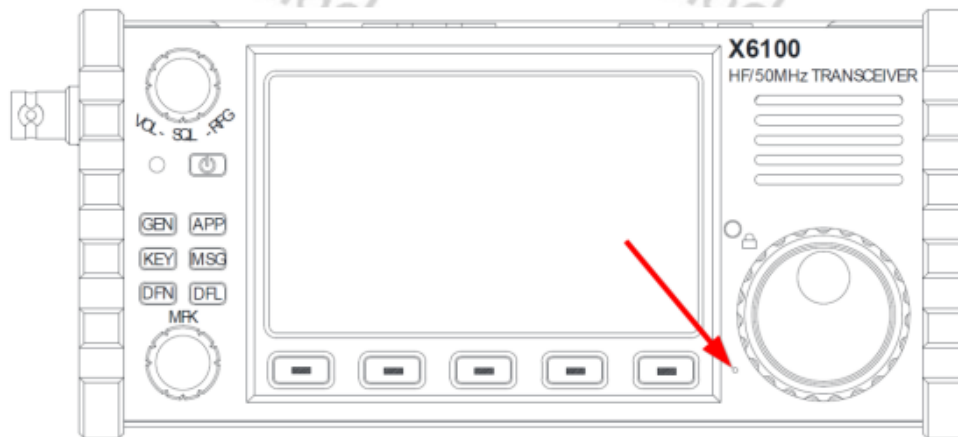 X6100
HF/50MHz TRANSCEIVER
VOL - SQL - RFG
GEN APP
KEY MSG
DFN DFL
MFK